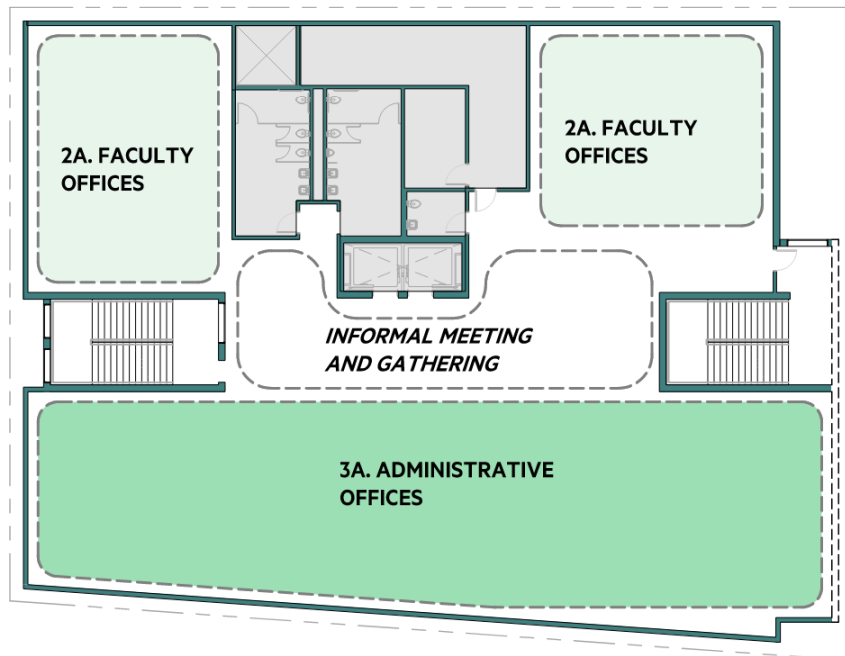 2A. FACULTY
OFFICES
2A. FACULTY
OFFICES
INFORMAL MEETING
AND GATHERING
3A. ADMINISTRATIVE
OFFICES